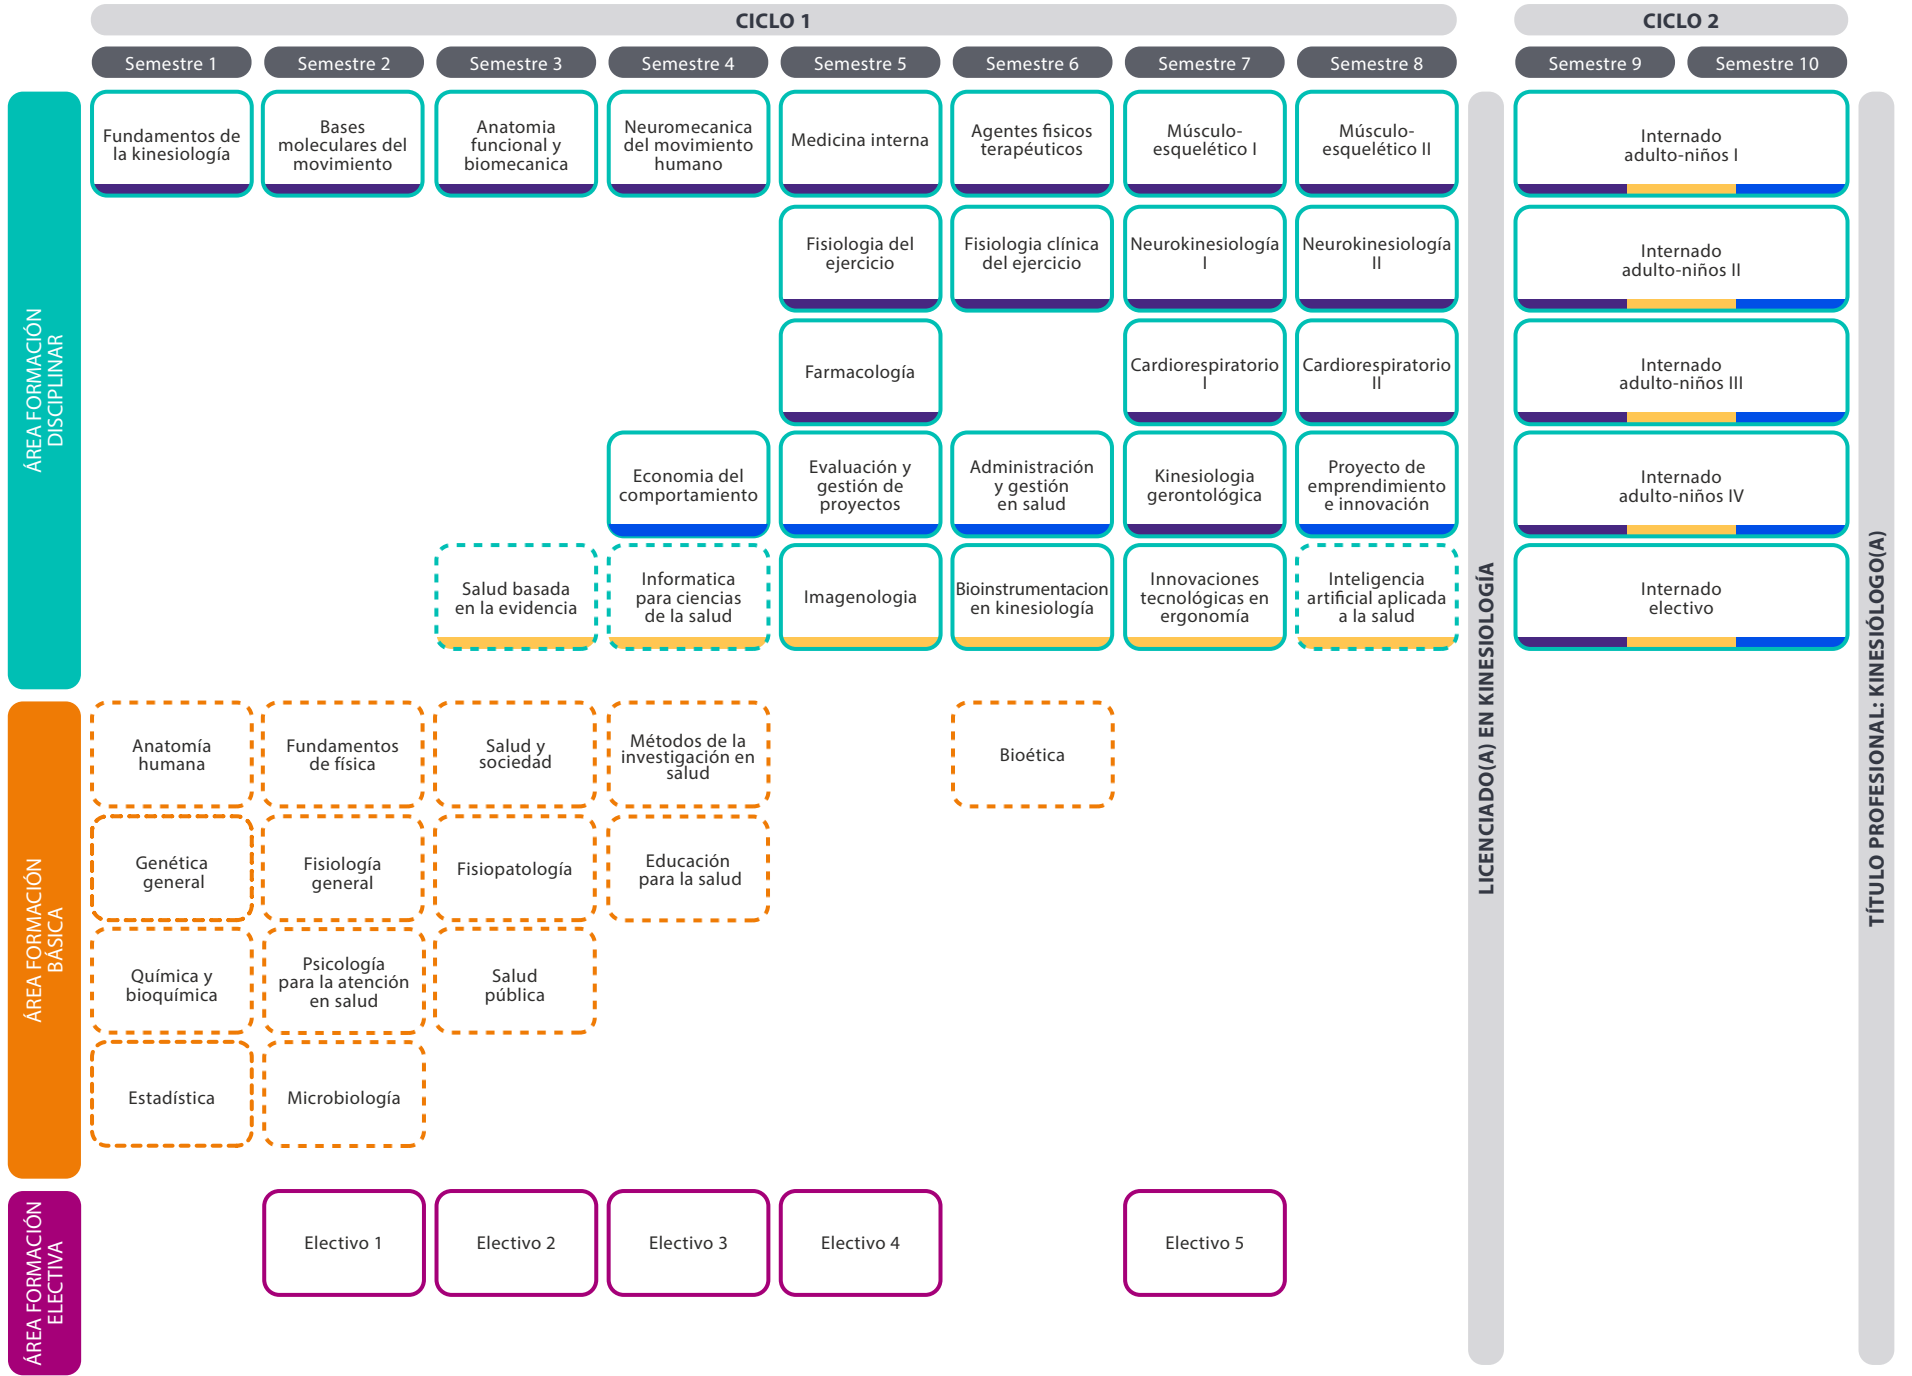 CICLO 1
CICLO 2
Semestre 1
Semestre 2
Semestre 3
Semestre 4
Semestre 5
Semestre 6
Semestre 7
Semestre 8
Semestre 9
Semestre 10
ÁREA FORMACIÓN
DISCIPLINAR
Fundamentos de
la kinesiología
Bases
moleculares del
movimiento
Anatomia
funcional y
biomecanica
Neuromecanica
del movimiento
humano
Medicina interna
Agentes fisicos
terapéuticos
Músculo-
esquelético I
Músculo-
esquelético II
Internado
adulto-niños I
Fisiologia del
ejercicio
Fisiologia clínica
del ejercicio
Neurokinesiología
I
Neurokinesiología
II
Internado
adulto-niños II
Farmacología
Cardiorespiratorio
I
Cardiorespiratorio
II
Internado
adulto-niños III
Economia del
comportamiento
Evaluación y
gestión de
proyectos
Administración
y gestión
en salud
Kinesiologia
gerontológica
Proyecto de
emprendimiento
e innovación
Internado
adulto-niños IV
Salud basada
en la evidencia
Informatica
para ciencias
de la salud
Imagenologia
Bioinstrumentacion
en kinesiología
Innovaciones
tecnológicas en
ergonomía
Inteligencia
artificial aplicada
a la salud
Internado
electivo
LICENCIADO(A) EN KINESIOLOGÍA
TÍTULO PROFESIONAL: KINESIÓLOGO(A)
ÁREA FORMACIÓN
BÁSICA
Anatomía
humana
Fundamentos
de física
Salud y
sociedad
Métodos de la
investigación en
salud
Bioética
Genética
general
Fisiología
general
Fisiopatología
Educación
para la salud
Química y
bioquímica
Psicología
para la atención
en salud
Salud
pública
Estadística
Microbiología
ÁREA FORMACIÓN
ELECTIVA
Electivo 1
Electivo 2
Electivo 3
Electivo 4
Electivo 5